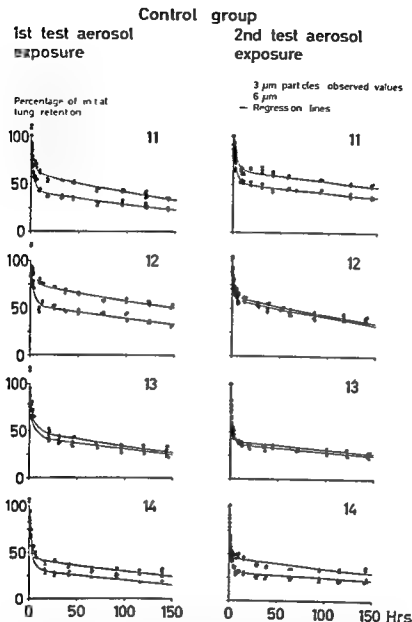 Control group
1st test aerosol
exposure
2nd test aerosol
exposure
Percentage of initial
lung retention
3 µm particles observed values
6 µm
— Regression lines
100
50
0
11
11
100
50
0
12
12
100
50
0
13
13
100
50
0
14
14
0 50 100 150
0 50 100 150 Hrs